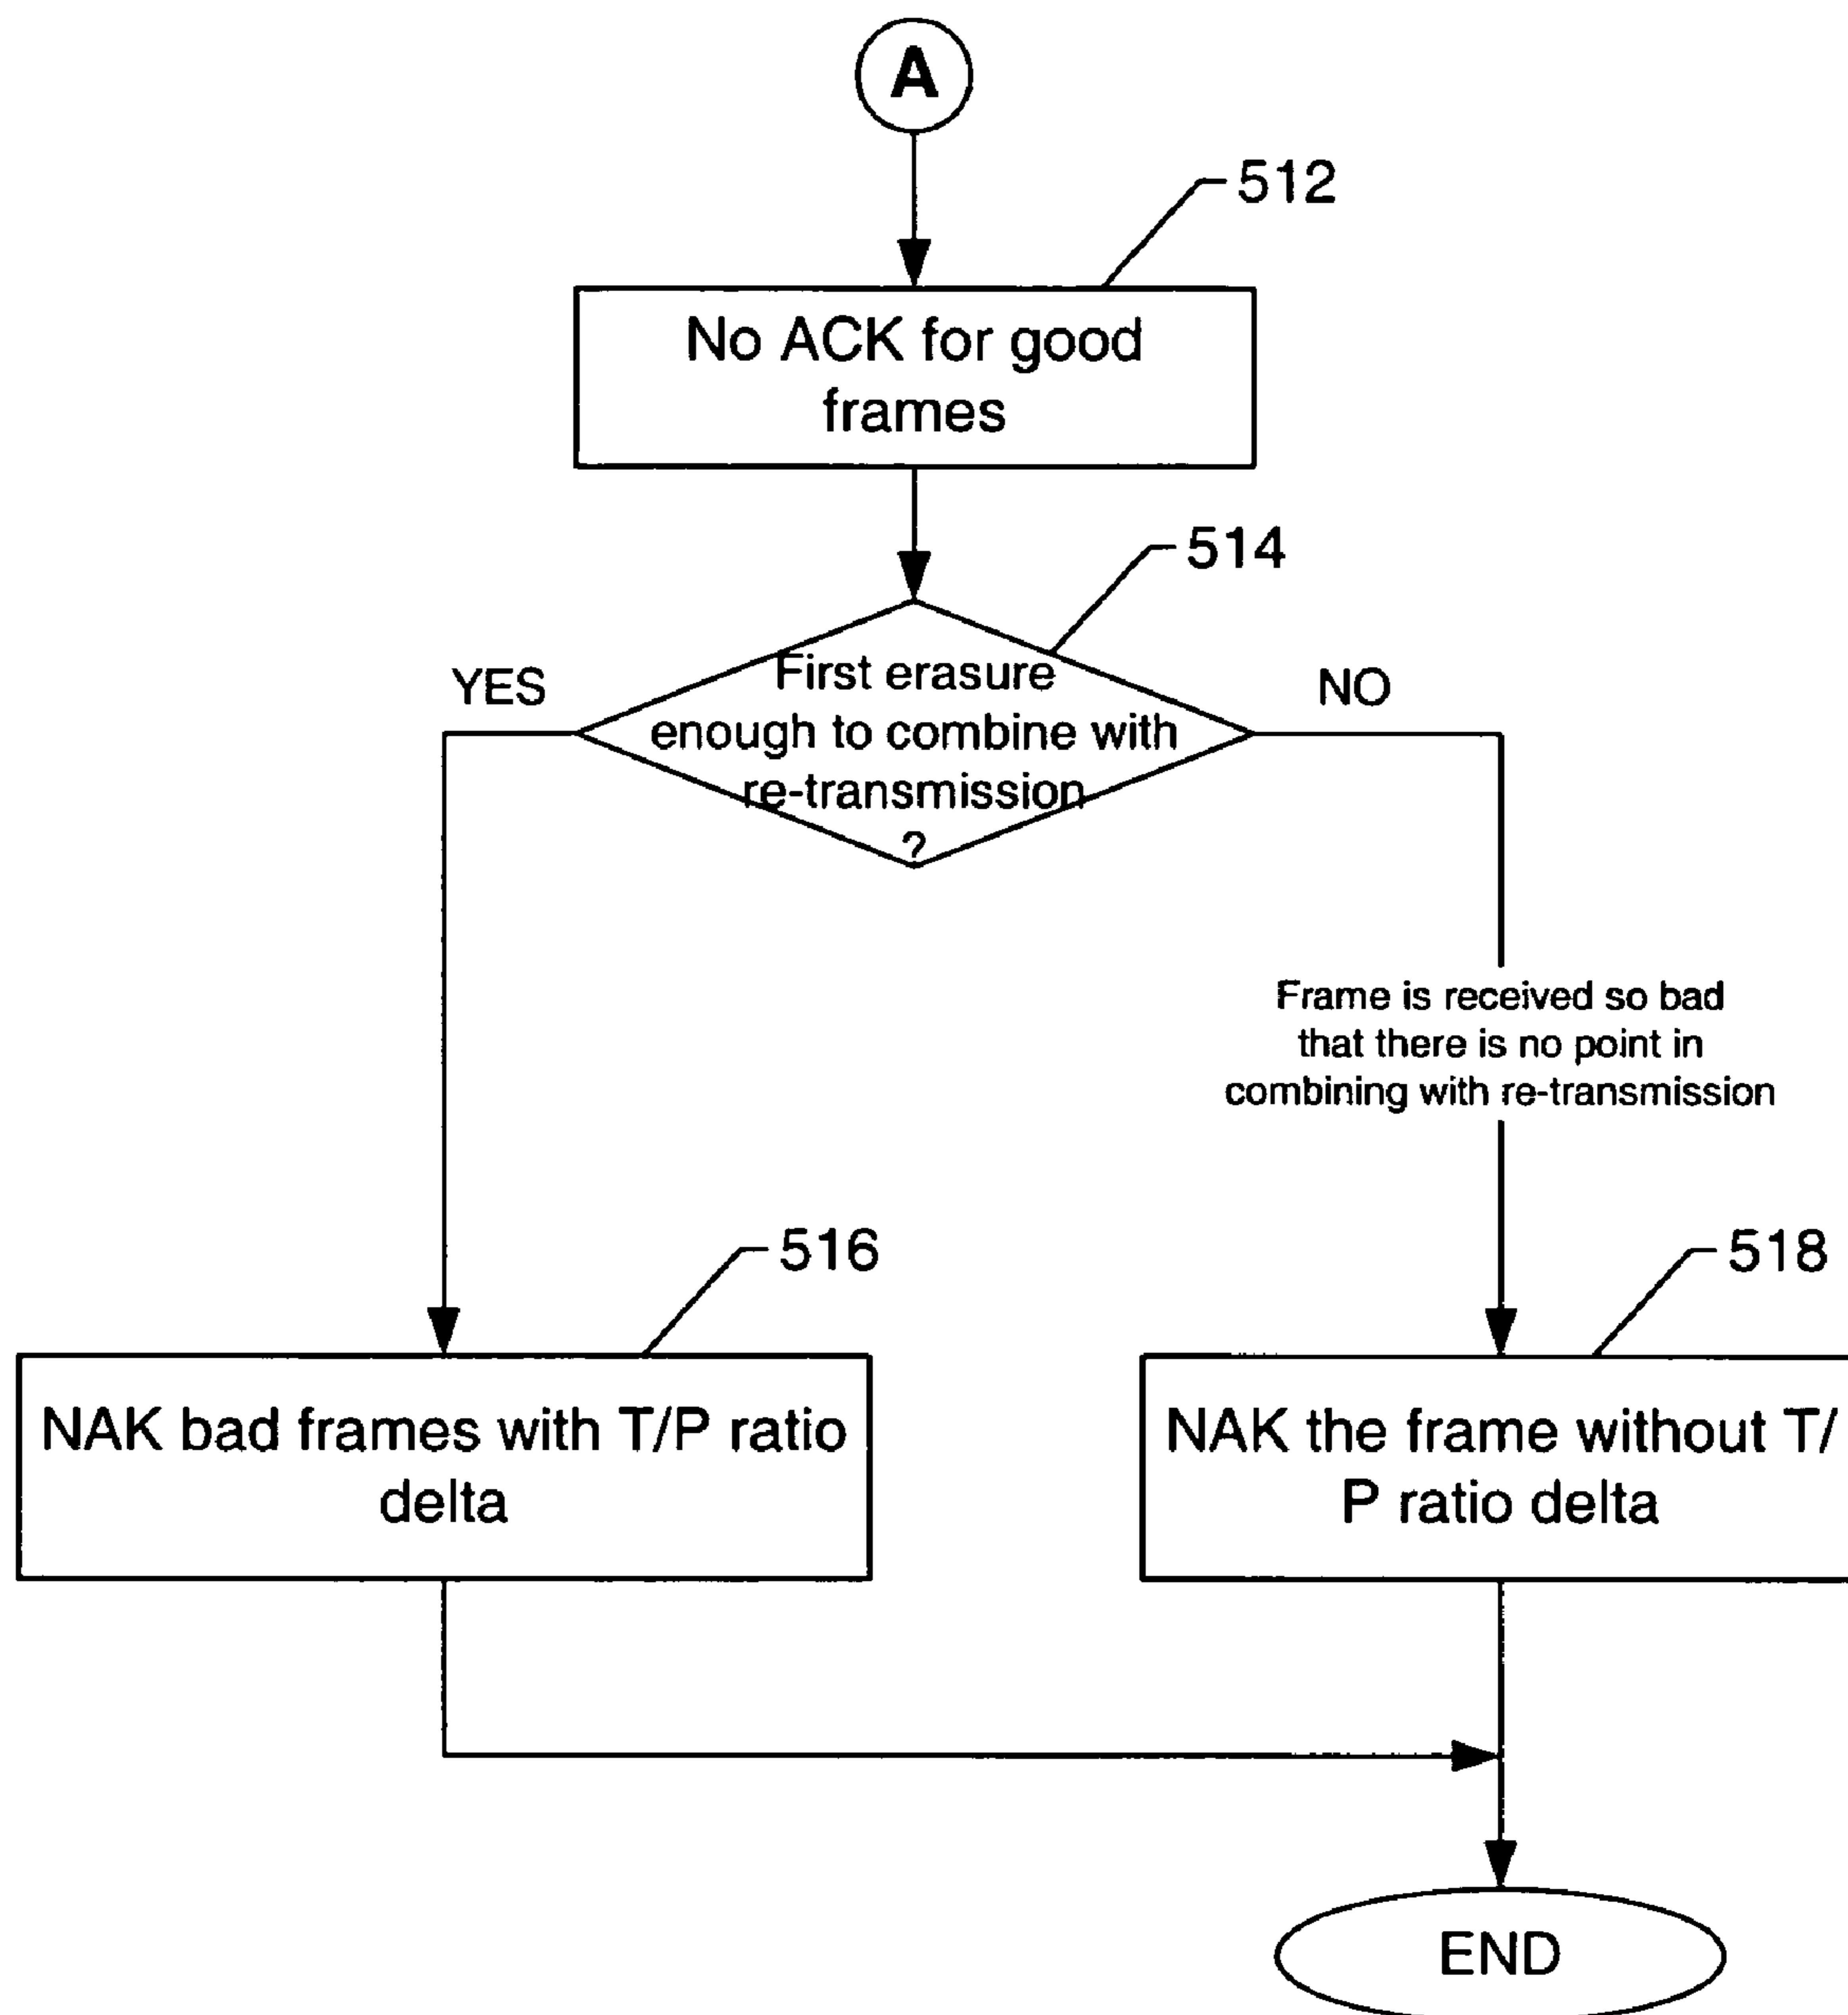 A
512
No ACK for good
frames
514
YES
First erasure
enough to combine with
re-transmission
?
NO
Frame is received so bad
that there is no point in
combining with re-transmission
516
518
NAK bad frames with T/P ratio
delta
NAK the frame without T/
P ratio delta
END